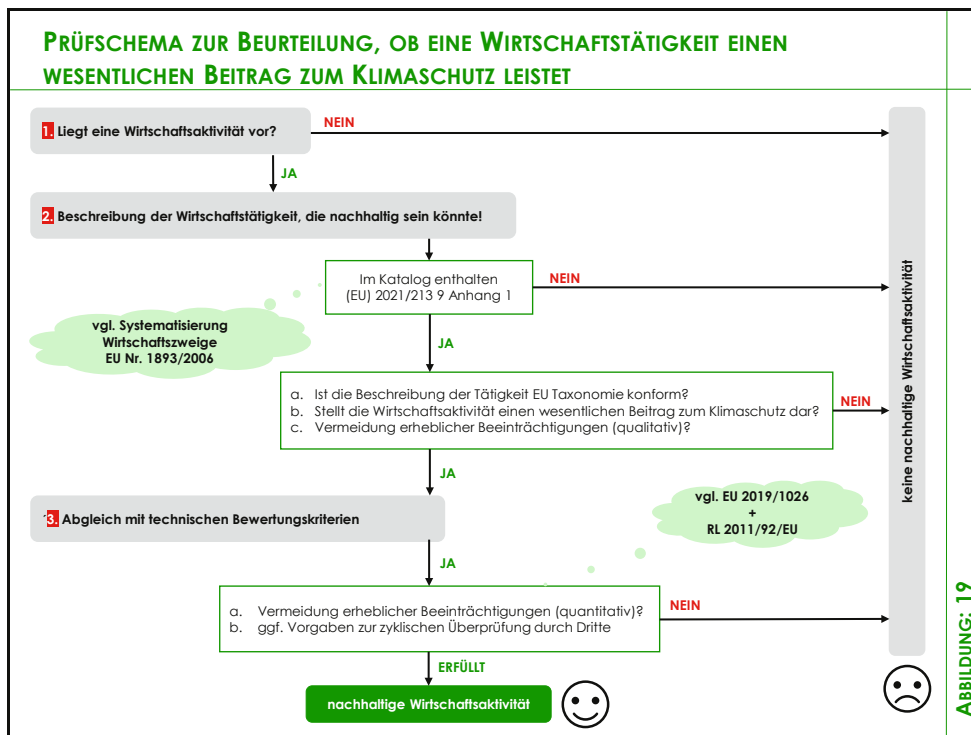 PRÜFSCHEMA ZUR BEURTEILUNG, OB EINE WIRTSCHAFTSTÄTIGKEIT EINEN
WESENTLICHEN BEITRAG ZUM KLIMASCHUTZ LEISTET
1. Liegt eine Wirtschaftsaktivität vor?
NEIN
JA
2. Beschreibung der Wirtschaftstätigkeit, die nachhaltig sein könnte!
Im Katalog enthalten
(EU) 2021/213 9 Anhang 1
NEIN
vgl. Systematisierung
Wirtschaftszweige
EU Nr. 1893/2006
JA
a. Ist die Beschreibung der Tätigkeit EU Taxonomie konform?
b. Stellt die Wirtschaftsaktivität einen wesentlichen Beitrag zum Klimaschutz dar?
c. Vermeidung erheblicher Beeinträchtigungen (qualitativ)?
NEIN
JA
3. Abgleich mit technischen Bewertungskriterien
vgl. EU 2019/1026
+
RL 2011/92/EU
JA
a. Vermeidung erheblicher Beeinträchtigungen (quantitativ)?
b. ggf. Vorgaben zur zyklischen Überprüfung durch Dritte
NEIN
ERFÜLLT
nachhaltige Wirtschaftsaktivität
keine nachhaltige Wirtschaftsaktivität
ABBILDUNG: 19